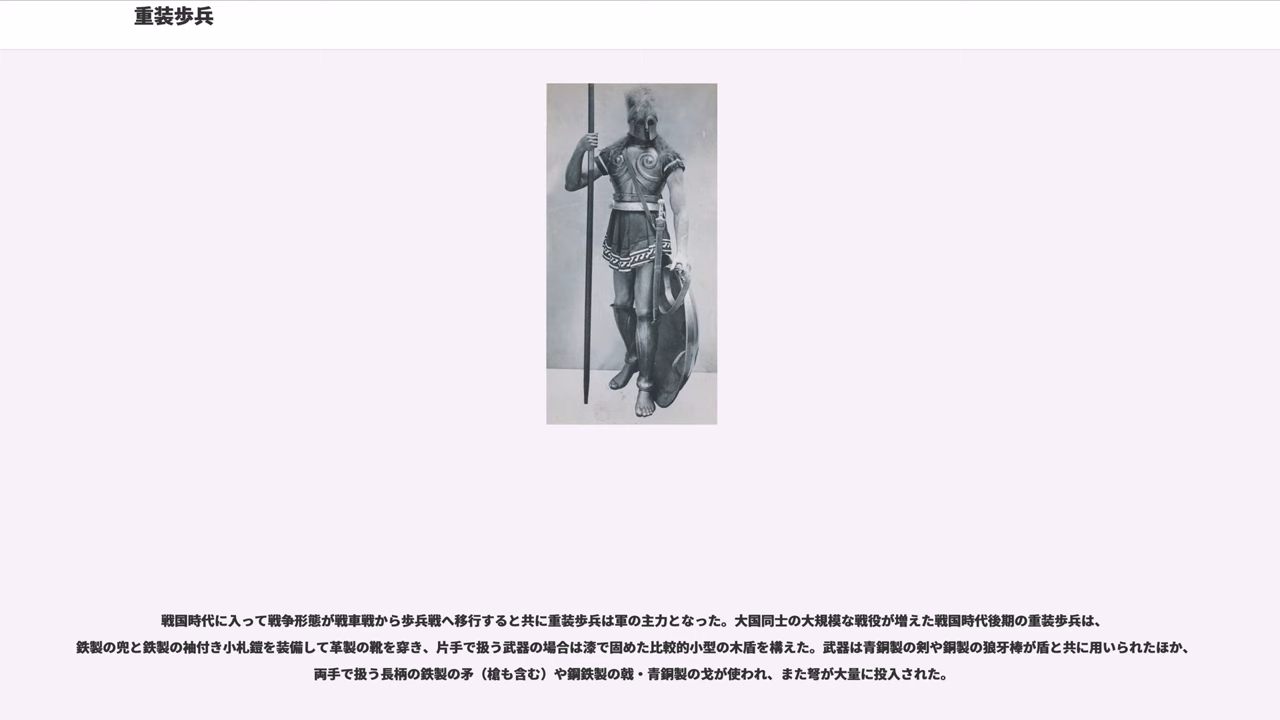 重装歩兵
戦国時代に入って戦争形態が戦車戦から歩兵戦へ移行すると共に重装歩兵は軍の主力となった。大国同士の大規模な戦役が増えた戦国時代後期の重装歩兵は、
鉄製の兜と鉄製の袖付き小札鎧を装備して革製の靴を穿き、片手で扱う武器の場合は漆で固めた比較的小型の木盾を構えた。武器は青銅製の剣や銅製の狼牙棒が盾と共に用いられたほか、
両手で扱う長柄の鉄製の矛（槍も含む）や鋼鉄製の戟・青銅製の戈が使われ、また弩が大量に投入された。